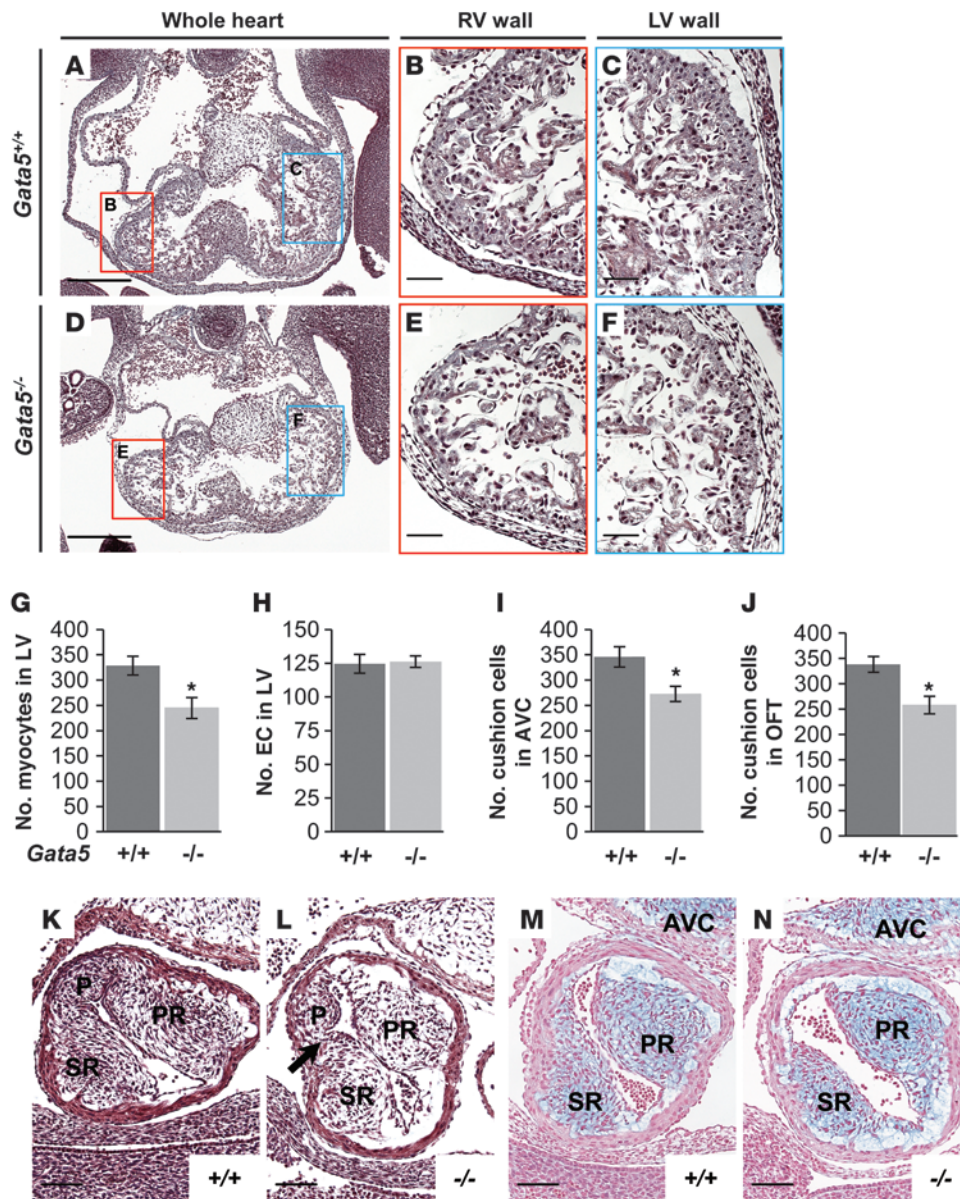 Whole heart RV wall LV wall
Gata5+/+
A B C
B C
Gata5-/-
D E F
E F
G H I J
No. myocytes in LV
400
350
300
250
200
150
100
50
0
No. EC in LV
150
125
100
75
50
25
0
No. cushion cells
in AVC
400
350
300
250
200
150
100
50
0
No. cushion cells
in OFT
400
350
300
250
200
150
100
50
0
* * *
Gata5 +/+ -/- +/+ -/- +/+ -/- +/+ -/-
K L M N
AVC AVC
P PR P PR PR PR
SR SR SR SR
+/+ -/- +/+ -/-